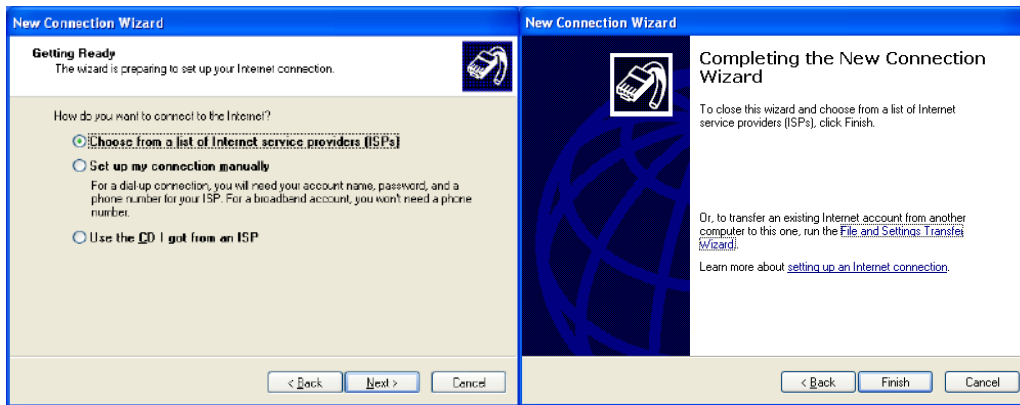 New Connection Wizard
Getting Ready
The wizard is preparing to set up your Internet connection.
How do you want to connect to the Internet?
Choose from a list of Internet service providers (ISPs)
Set up my connection manually
For a dial-up connection, you will need your account name, password, and a
phone number for your ISP. For a broadband account, you won't need a phone
number.
Use the CD I got from an ISP
< Back
Next >
Cancel
New Connection Wizard
Completing the New Connection
Wizard
To close this wizard and choose from a list of Internet
service providers (ISPs), click Finish.
Or, to transfer an existing Internet account from another
computer to this one, run the File and Settings Transfer
Wizard.
Learn more about setting up an Internet connection.
< Back
Finish
Cancel